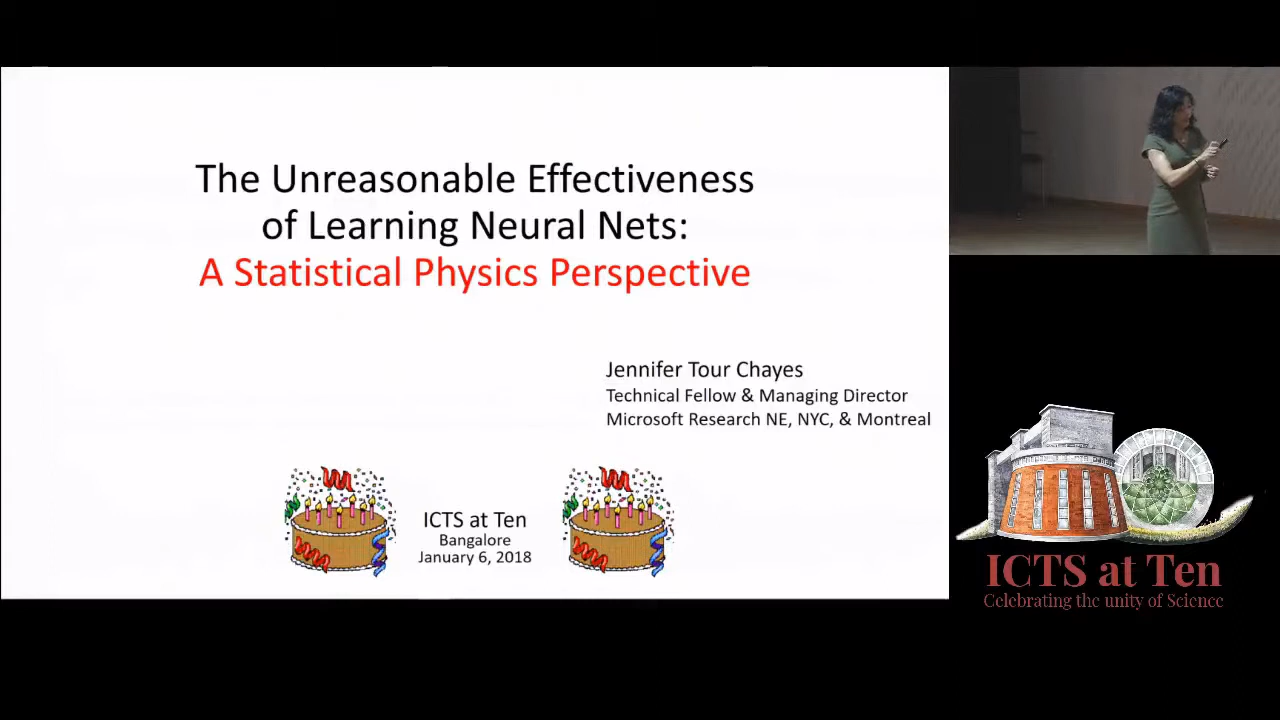 The Unreasonable Effectiveness
of Learning Neural Nets:
A Statistical Physics Perspective
Jennifer Tour Chayes
Technical Fellow & Managing Director
Microsoft Research NE, NYC, & Montreal
ICTS at Ten
Bangalore
January 6, 2018
ICTS at Ten
Celebrating the unity of Science